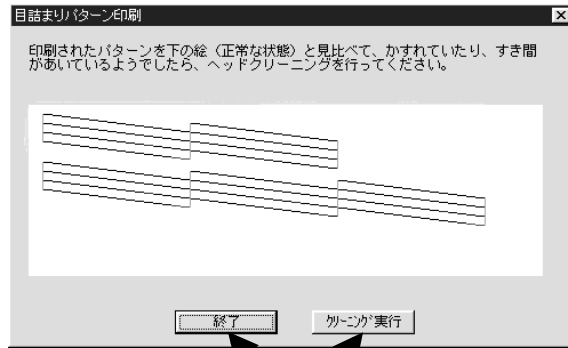 目詰まりパターン印刷
印刷されたパターンを下の絵（正常な状態）と見比べて、かすれていたり、すき間
があいているようでしたら、ヘッドクリーニングを行ってください。
終了
ｸﾘｰﾆﾝｸﾞ実行